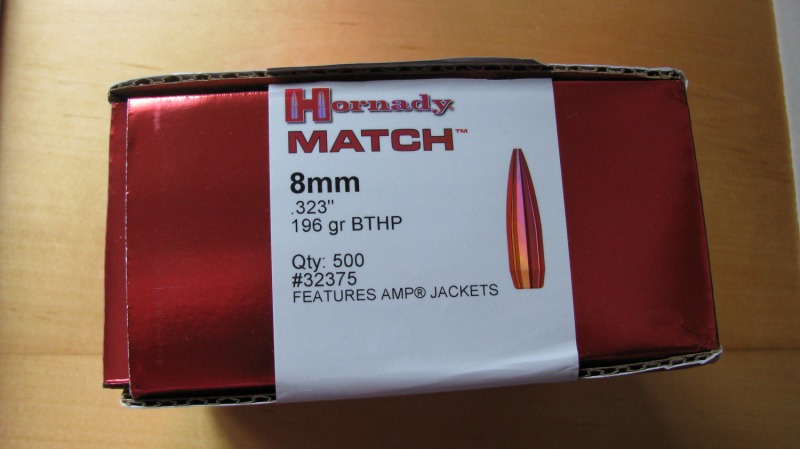 Hornady
MATCH™
8mm
.323"
196 gr BTHP
Qty: 500
#32375
FEATURES AMP® JACKETS